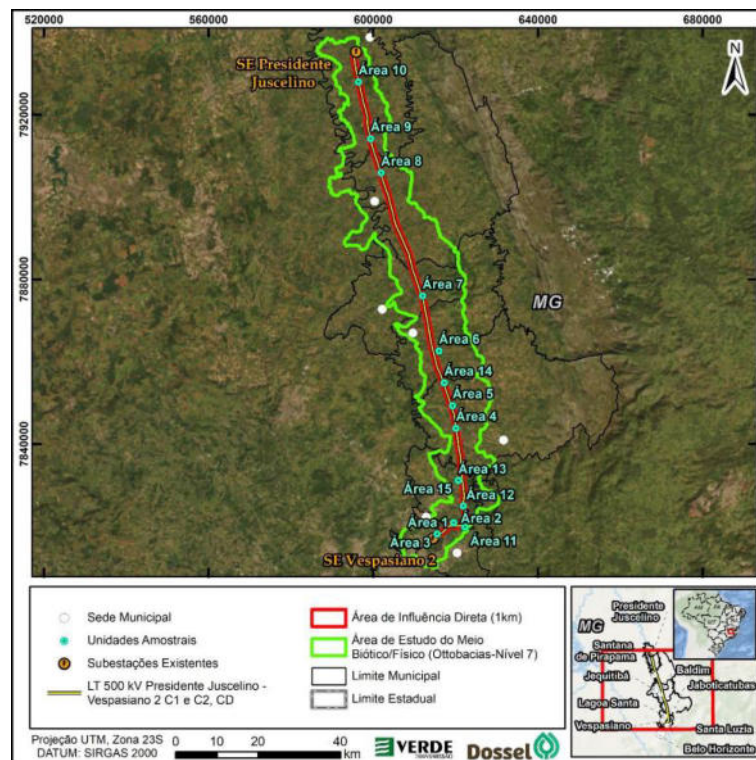 520000
560000
600000
640000
680000
SE Presidente
Juscelino
N
Área 10
7920000
Área 9
Área 8
7880000
Área 7
MG
Área 6
Área 14
Área 5
Área 4
7840000
Área 13
Área 15
Área 12
Área 1
Área 2
Área 3
Área 11
SE Vespasiano 2
Sede Municipal
Unidades Amostrais
Subestações Existentes
LT 500 kV Presidente Juscelino -
Vespasiano 2 C1 e C2, CD
Área de Influência Direta (1km)
Área de Estudo do Meio
Biótico/Físico (Ottobacias-Nível 7)
Limite Municipal
Limite Estadual
Presidente
Juscelino
MG
Santana
de Pirapama
Baldim
Jequitibá
Jaboticatubas
Lagoa Santa
Vespasiano
Santa Luzia
Belo Horizonte
Projeção UTM, Zona 23S
DATUM: SIRGAS 2000
0 10 20 40
km
VERDE
Dossel